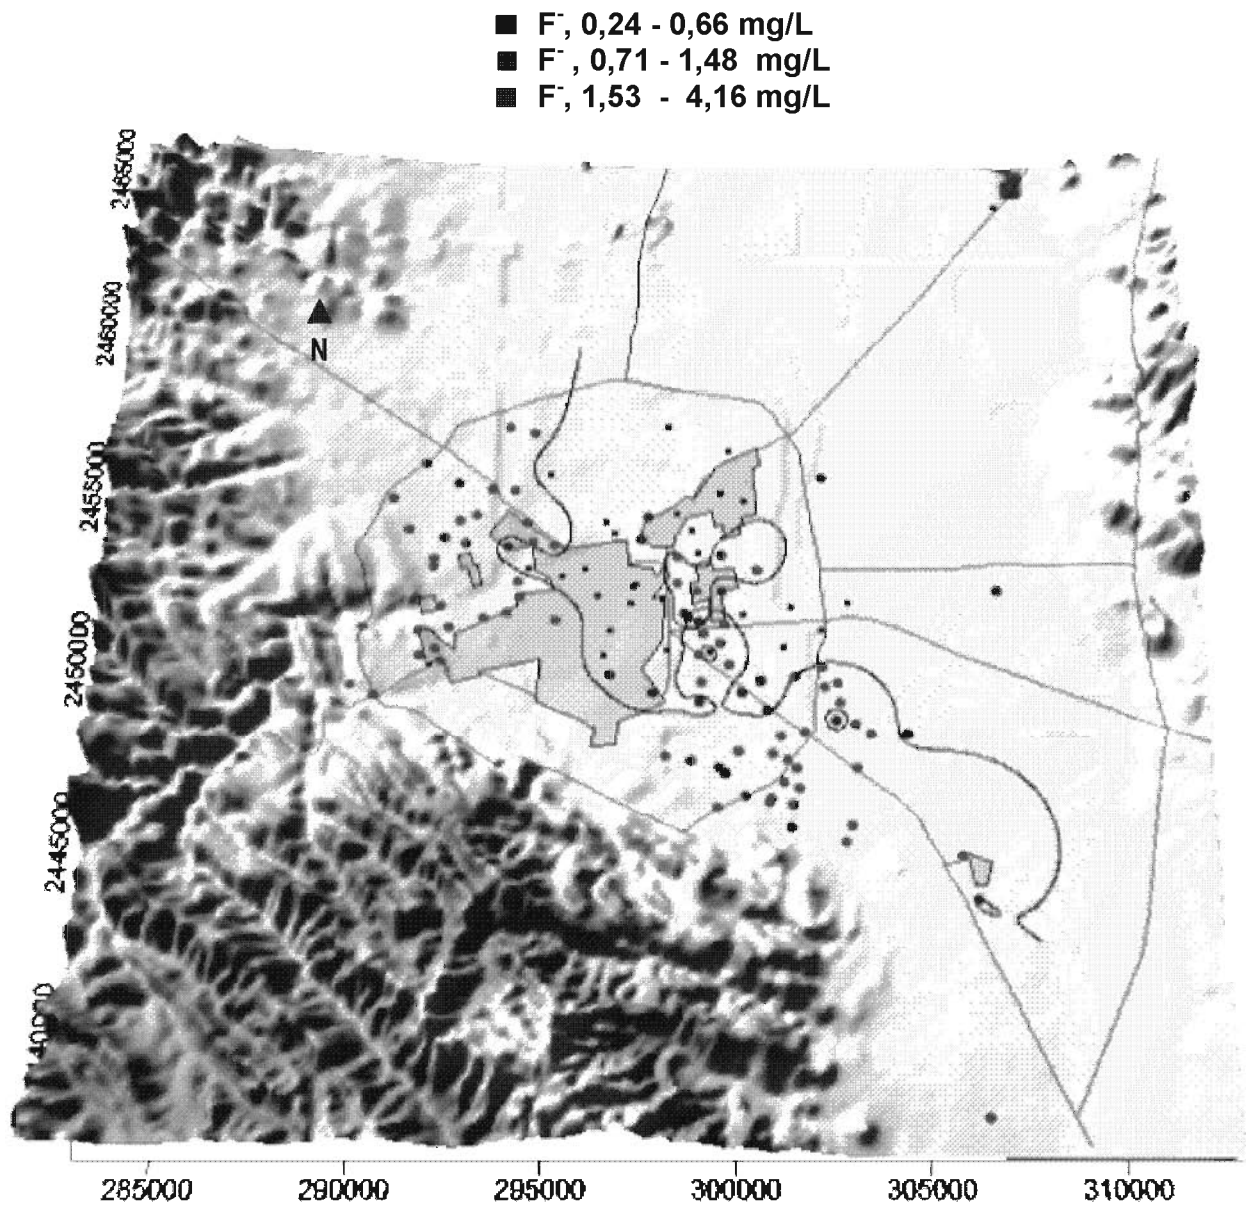 ■ F⁻, 0,24 - 0,66 mg/L
■ F⁻ , 0,71 - 1,48 mg/L
■ F⁻, 1,53 - 4,16 mg/L
2465000
2460000
N
2455000
2450000
2445000
285000 290000 295000 300000 305000 310000